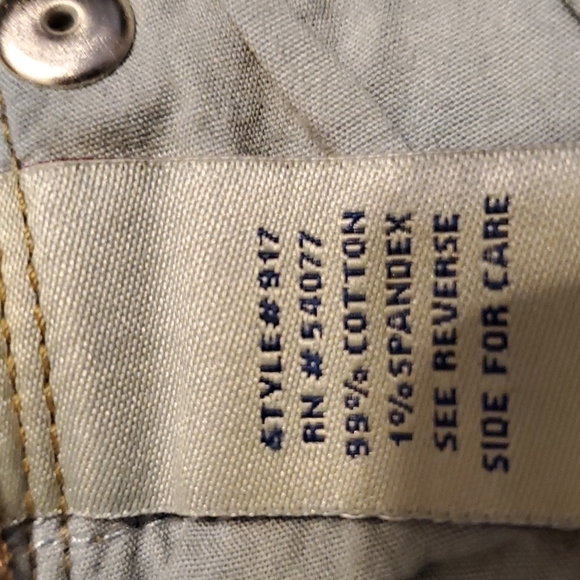 STYLE#917
RN #54077
99% COTTON
1% SPANDEX
SEE REVERSE
SIDE FOR CARE